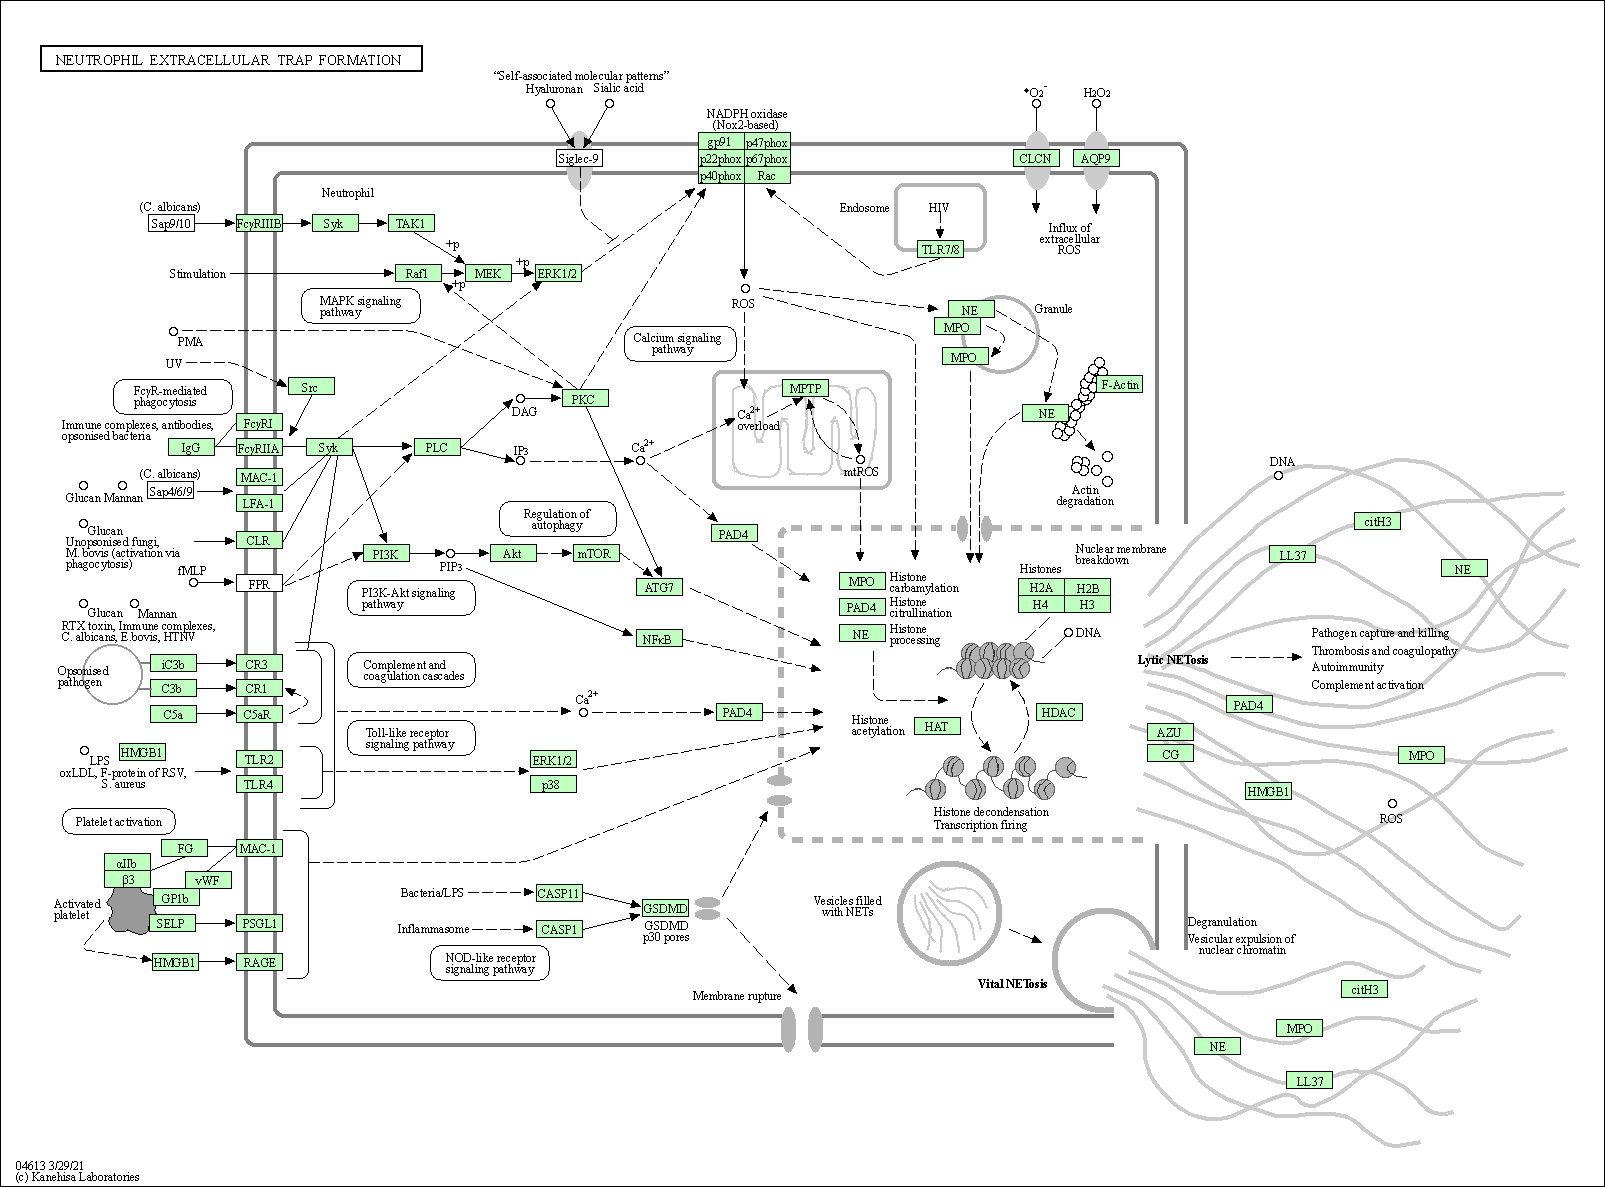 NEUTROPHIL EXTRACELLULAR TRAP FORMATION
“Self-associated molecular patterns”
Hyaluronan
Sialic acid
NADPH oxidase
(Nox2-based)
gp91
p47phox
p22phox
p67phox
p40phox
Rac
Siglec-9
•O2-
H2O2
CLCN
AQP9
Influx of
extracellular
ROS
Neutrophil
(C. albicans)
Sap9/10
FcγRIIIB
Syk
TAK1
+p
Stimulation
Raf1
MEK
+p
ERK1/2
+p
MAPK signaling
pathway
Endosome
HIV
TLR7/8
ROS
NE
MPO
MPO
Granule
PMA
UV
Src
Calcium signaling
pathway
FcγR-mediated
phagocytosis
DAG
PKC
MPTP
Ca2+
overload
mtROS
F-Actin
NE
Actin
degradation
Immune complexes, antibodies,
opsonised bacteria
FcγRI
IgG
FcγRIIA
Syk
PLC
IP3
Ca2+
(C. albicans)
Glucan
Mannan
Sap4/6/9
MAC-1
LFA-1
Glucan
Unopsonised fungi,
M. bovis (activation via
phagocytosis)
CLR
fMLP
FPR
Regulation of
autophagy
PI3K
PIP3
Akt
mTOR
PAD4
ATG7
PI3K-Akt signaling
pathway
NFκB
Glucan
Mannan
RTX toxin, Immune complexes,
C. albicans, E.bovis, HTNV
Opsonised
pathogen
iC3b
CR3
C3b
CR1
C5a
C5aR
Complement and
coagulation cascades
Ca2+
PAD4
Toll-like receptor
signaling pathway
LPS
HMGB1
oxLDL, F-protein of RSV,
S. aureus
TLR2
TLR4
ERK1/2
p38
Platelet activation
FG
MAC-1
αIIb
β3
vWF
GP1b
Activated
platelet
SELP
PSGL1
HMGB1
RAGE
Bacteria/LPS
CASP11
Inflammasome
CASP1
GSDMD
GSDMD
p30 pores
NOD-like receptor
signaling pathway
Membrane rupture
Nuclear membrane
breakdown
MPO
Histone
carbamylation
PAD4
Histone
citrullination
NE
Histone
processing
Histones
H2A
H2B
H4
H3
DNA
Histone
acetylation
HAT
HDAC
Histone decondensation
Transcription firing
Lytic NETosis
Pathogen capture and killing
Thrombosis and coagulopathy
Autoimmunity
Complement activation
DNA
citH3
LL37
NE
PAD4
AZU
CG
MPO
HMGB1
ROS
Vesicles filled
with NETs
Vital NETosis
Degranulation
Vesicular expulsion of
nuclear chromatin
citH3
MPO
NE
LL37
04613 3/29/21
(c) Kanehisa Laboratories